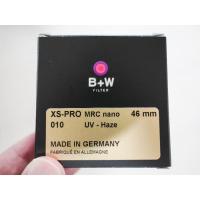 B+W
FILTER
XS-PRO MRC nano 46 mm
010 UV - Haze
MADE IN GERMANY
FABRIQUÉ EN ALLEMAGNE